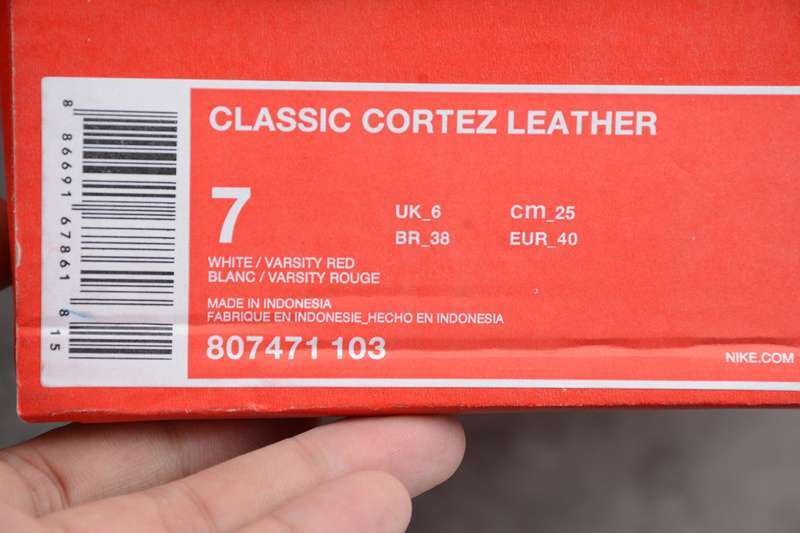 CLASSIC CORTEZ LEATHER
7
UK_6 cm_25
BR_38 EUR_40
WHITE / VARSITY RED
BLANC / VARSITY ROUGE
MADE IN INDONESIA
FABRIQUE EN INDONESIE_HECHO EN INDONESIA
807471 103
NIKE.COM
8 86691 67861 8 15